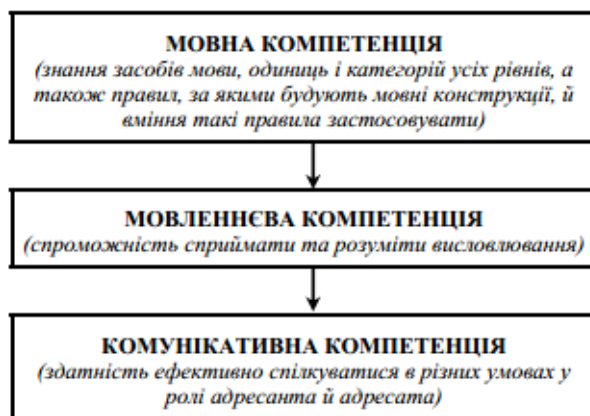 МОВНА КОМПЕТЕНЦІЯ
(знання засобів мови, одиниць і категорій усіх рівнів, а
також правил, за якими будують мовні конструкції, й
вміння такі правила застосовувати)
МОВЛЕННЄВА КОМПЕТЕНЦІЯ
(спроможність сприймати та розуміти висловлювання)
КОМУНІКАТИВНА КОМПЕТЕНЦІЯ
(здатність ефективно спілкуватися в різних умовах у
ролі адресанта й адресата)